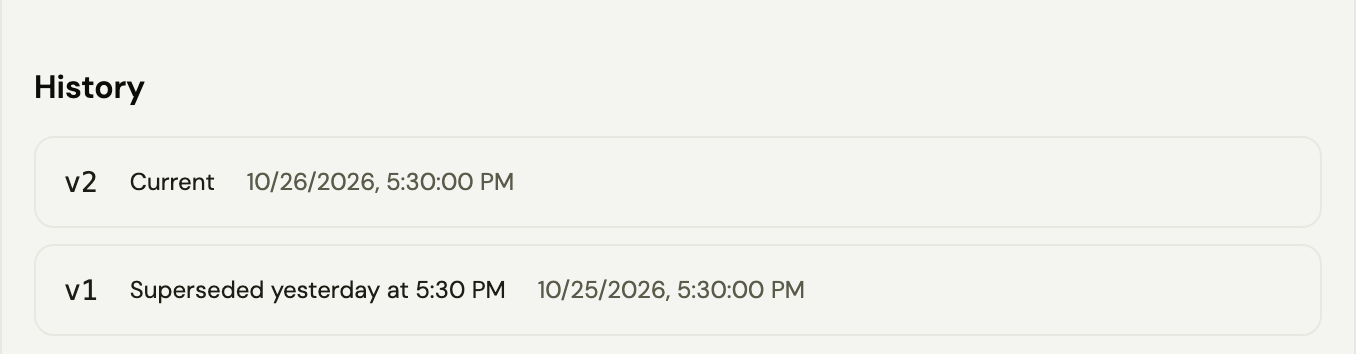 History
v2 Current 10/26/2026, 5:30:00 PM
v1 Superseded yesterday at 5:30 PM 10/25/2026, 5:30:00 PM